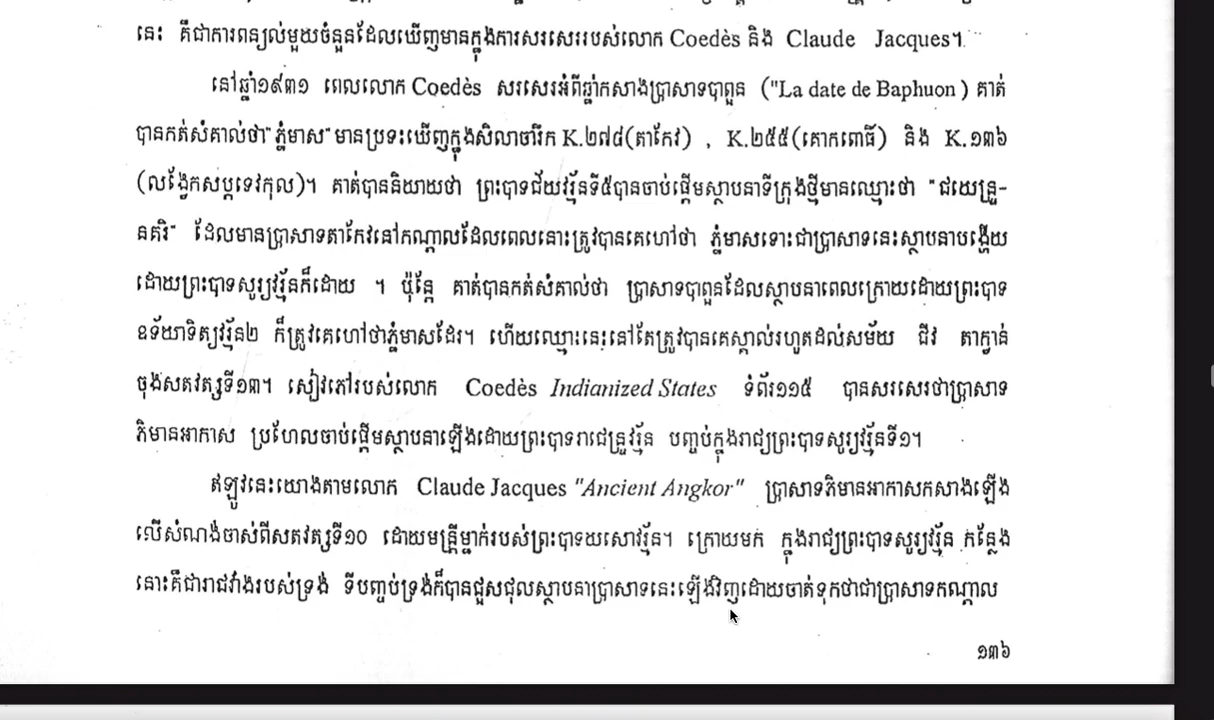 នេះ គឺជាការពន្យល់មួយចំនួនដែលឃើញមានក្នុងការសរសេររបស់លោក Coedès និង Claude Jacques។
នៅឆ្នាំ១៩៣១ ពេលលោក Coedès សរសេរអំពីឆ្នាំកសាងប្រាសាទបាពួន ("La date de Baphuon ) គាត់
បានកត់សំគាល់ថា"ភ្នំមាស"មានប្រទះឃើញក្នុងសិលាចារឹក K.២៧៨(តាកែវ) , K.២៥៥(គោកពោធិ៍) និង K.១៣៦
(លង្វែកសប្តទេវកុល)។ គាត់បាននិយាយថា ព្រះបាទជ័យវរ្ម័នទី៥បានចាប់ផ្តើមស្ថាបនាទីក្រុងថ្មីមានឈ្មោះថា "ជយេន្រ្ទ-
នគរិ" ដែលមានប្រាសាទតាកែវនៅកណ្តាលដែលពេលនោះត្រូវបានគេហៅថា ភ្នំមាសទោះជាប្រាសាទនេះស្ថាបនាបង្ហើយ
ដោយព្រះបាទសូរ្យវរ្ម័នក៏ដោយ ។ ប៉ុន្តែ គាត់បានកត់សំគាល់ថា ប្រាសាទបាពួនដែលស្ថាបនាពេលក្រោយដោយព្រះបាទ
ឧទ័យាទិត្យវរ្ម័ន២ ក៏ត្រូវគេហៅថាភ្នំមាសដែរ។ ហើយឈ្មោះនេះនៅតែត្រូវបានគេស្គាល់រហូតដល់សម័យ ជីវ តាក្វាន់
ចុងសតវត្សទី១៣។ សៀវភៅរបស់លោក Coedès Indianized States ទំព័រ១១៥ បានសរសេរថាប្រាសាទ
ភិមានអាកាស ប្រហែលចាប់ផ្តើមស្ថាបនាឡើងដោយព្រះបាទរាជេន្រ្ទវរ្ម័ន បញ្ចប់ក្នុងរាជ្យព្រះបាទសូរ្យវរ្ម័នទី១។
ឥឡូវនេះយោងតាមលោក Claude Jacques "Ancient Angkor" ប្រាសាទភិមានអាកាសកសាងឡើង
លើសំណង់ចាស់ពីសតវត្សទី១០ ដោយមន្ត្រីម្នាក់របស់ព្រះបាទយសោវរ្ម័ន។ ក្រោយមក ក្នុងរាជ្យព្រះបាទសូរ្យវរ្ម័ន កន្លែង
នោះគឺជារាជវាំងរបស់ទ្រង់ ទីបញ្ចប់ទ្រង់ក៏បានជួសជុលស្ថាបនាប្រាសាទនេះឡើងវិញដោយចាត់ទុកថាជាប្រាសាទកណ្តាល
១៣៦